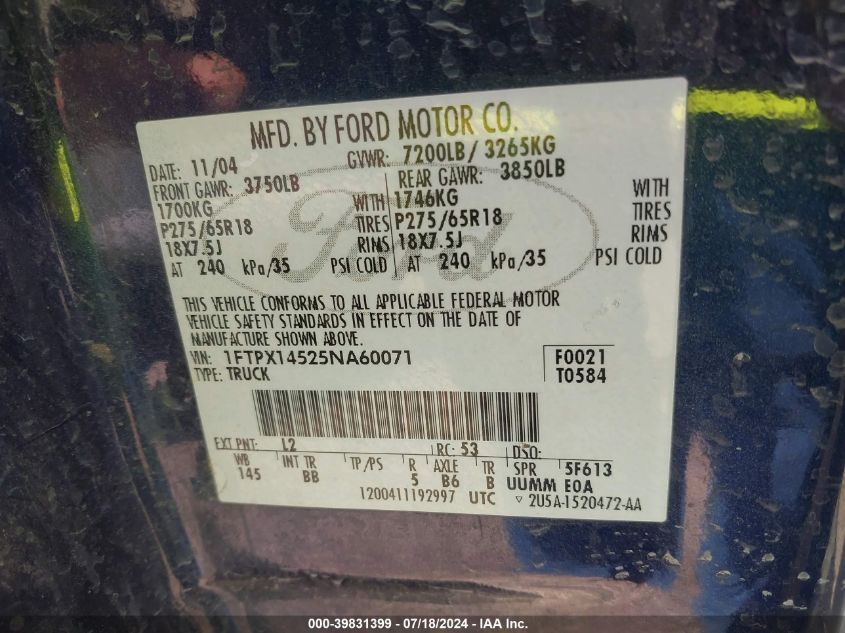 MFD. BY FORD MOTOR CO.
DATE: 11/04 GVWR: 7200LB/ 3265KG
FRONT GAWR: 3750LB REAR GAWR: 3850LB
1700KG WITH 1746KG WITH
P275/65R18 TIRES P275/65R18 TIRES
18X7.5J RIMS 18X7.5J RIMS
AT 240 kPa/35 PSI COLD AT 240 kPa/35 PSI COLD
Ford
THIS VEHICLE CONFORMS TO ALL APPLICABLE FEDERAL MOTOR
VEHICLE SAFETY STANDARDS IN EFFECT ON THE DATE OF
MANUFACTURE SHOWN ABOVE.
VIN: 1FTPX14525NA60071 F0021
TYPE: TRUCK T0584
EXT PNT: L2 RC: 53 DSO:
WB INT TR TP/PS R AXLE TR SPR 5F613
145 BB 5 B6 B UUMM E0A
1200411192997 UTC ▽ 2U5A-1520472-AA
000-39831399 - 07/18/2024 - IAA Inc.